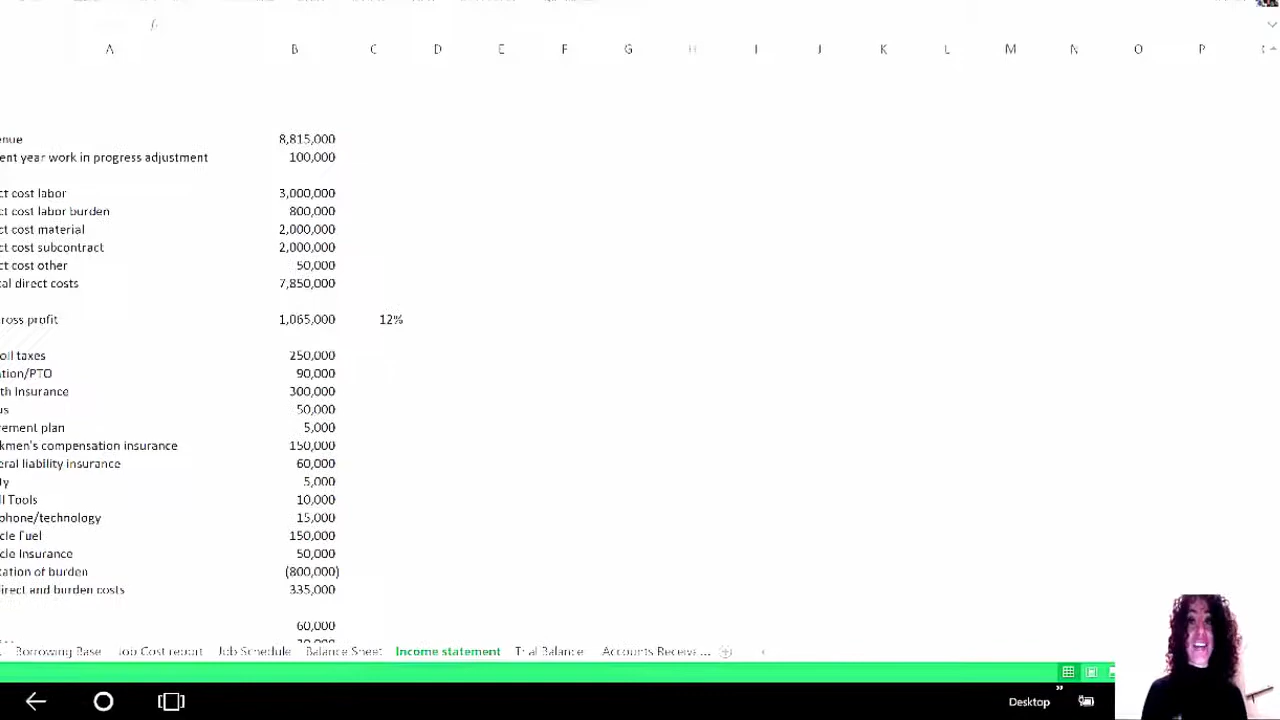 A B C D E F G H I J K L M N O P
enue 8,815,000
ent year work in progress adjustment 100,000
ct cost labor 3,000,000
ct cost labor burden 800,000
ct cost material 2,000,000
ct cost subcontract 2,000,000
ct cost other 50,000
tal direct costs 7,850,000
ross profit 1,065,000 12%
oll taxes 250,000
ation/PTO 90,000
th Insurance 300,000
us 50,000
rement plan 5,000
kmen's compensation insurance 150,000
eral liability insurance 60,000
ty 5,000
ll Tools 10,000
phone/technology 15,000
cle Fuel 150,000
cle Insurance 50,000
cation of burden (800,000)
direct and burden costs 335,000
60,000
Borrowing Base Job Cost report Job Schedule Balance Sheet Income statement Trial Balance Accounts Receiva ...
Desktop